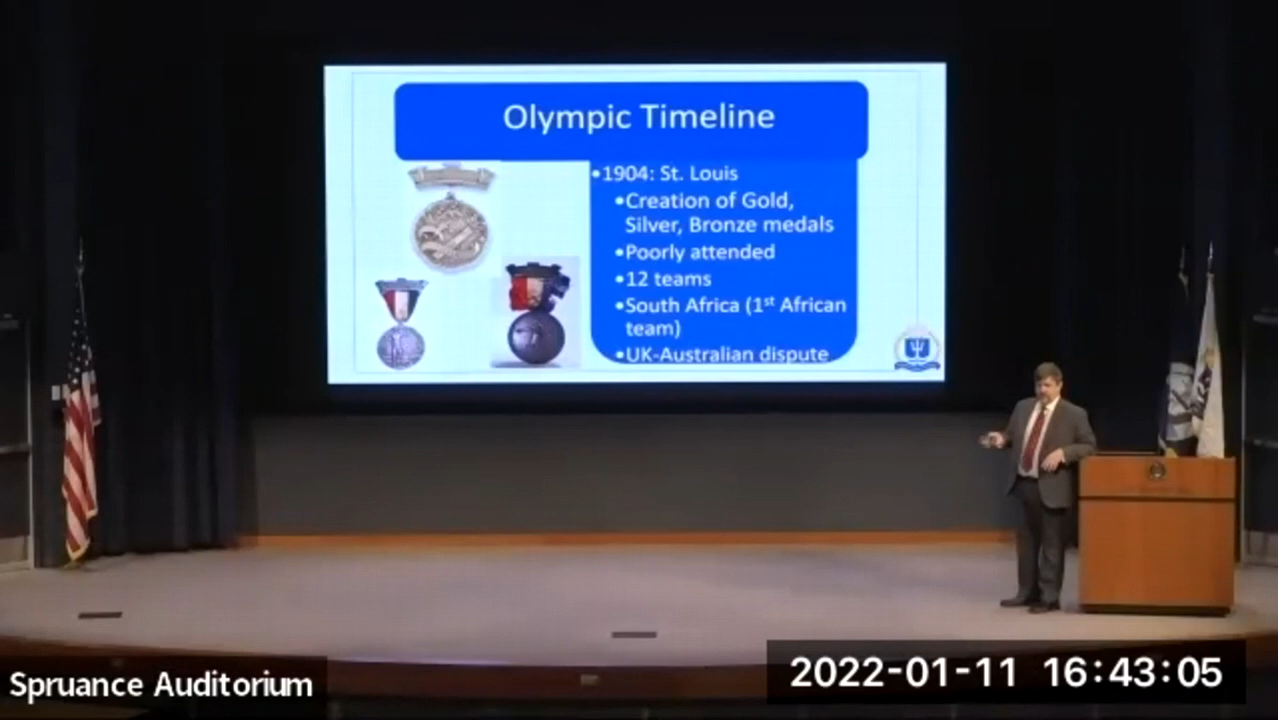 Olympic Timeline
•1904: St. Louis
•Creation of Gold,
Silver, Bronze medals
•Poorly attended
•12 teams
•South Africa (1st African
team)
•UK-Australian dispute
Spruance Auditorium
2022-01-11 16:43:05